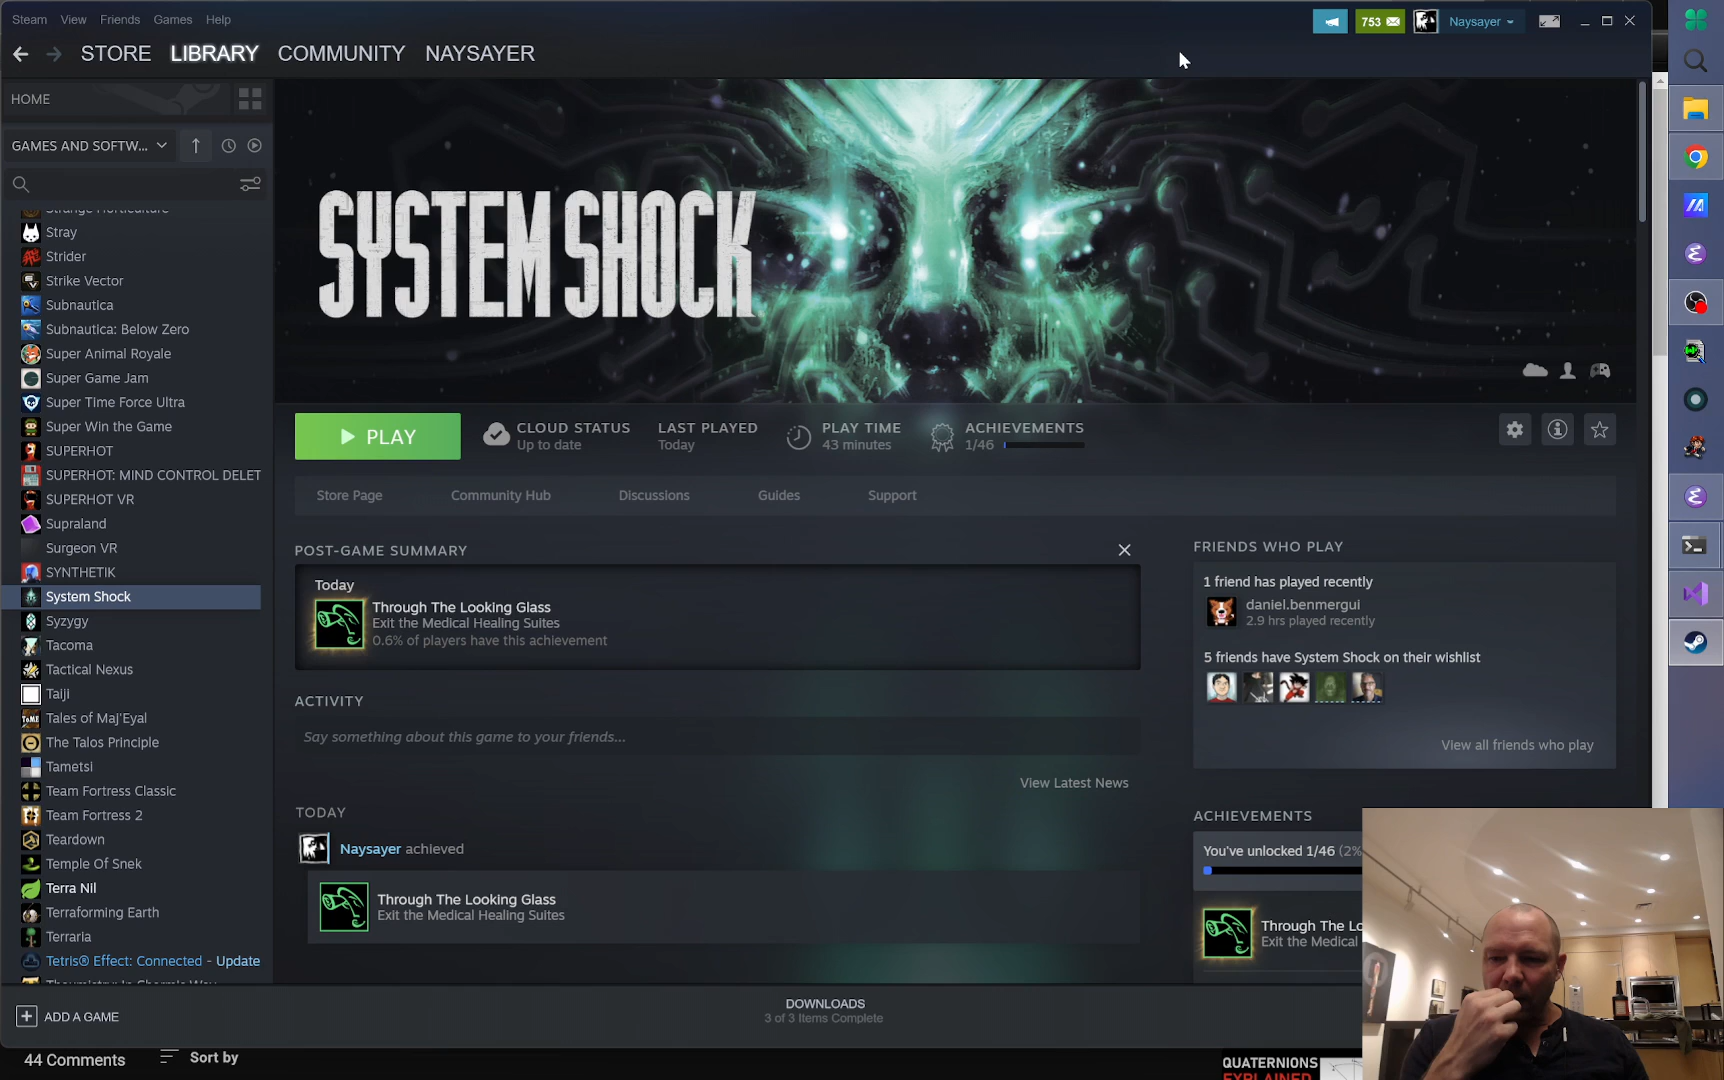 Steam View Friends Games Help
753
Naysayer
STORE LIBRARY COMMUNITY NAYSAYER
HOME
GAMES AND SOFTW...
Strange Horticulture
Stray
Strider
Strike Vector
Subnautica
Subnautica: Below Zero
Super Animal Royale
Super Game Jam
Super Time Force Ultra
Super Win the Game
SUPERHOT
SUPERHOT: MIND CONTROL DELET
SUPERHOT VR
Supraland
Surgeon VR
SYNTHETIK
System Shock
Syzygy
Tacoma
Tactical Nexus
Taiji
Tales of Maj'Eyal
The Talos Principle
Tametsi
Team Fortress Classic
Team Fortress 2
Teardown
Temple Of Snek
Terra Nil
Terraforming Earth
Terraria
Tetris® Effect: Connected - Update
ADD A GAME
SYSTEM SHOCK
PLAY
CLOUD STATUS
Up to date
LAST PLAYED
Today
PLAY TIME
43 minutes
ACHIEVEMENTS
1/46
Store Page Community Hub Discussions Guides Support
POST-GAME SUMMARY
Today
Through The Looking Glass
Exit the Medical Healing Suites
0.6% of players have this achievement
ACTIVITY
Say something about this game to your friends...
View Latest News
TODAY
Naysayer achieved
Through The Looking Glass
Exit the Medical Healing Suites
FRIENDS WHO PLAY
1 friend has played recently
daniel.benmergui
2.9 hrs played recently
5 friends have System Shock on their wishlist
View all friends who play
ACHIEVEMENTS
You've unlocked 1/46 (2%
Through The Lo
Exit the Medical
DOWNLOADS
3 of 3 Items Complete
44 Comments Sort by
QUATERNIONS
EXPLAINED